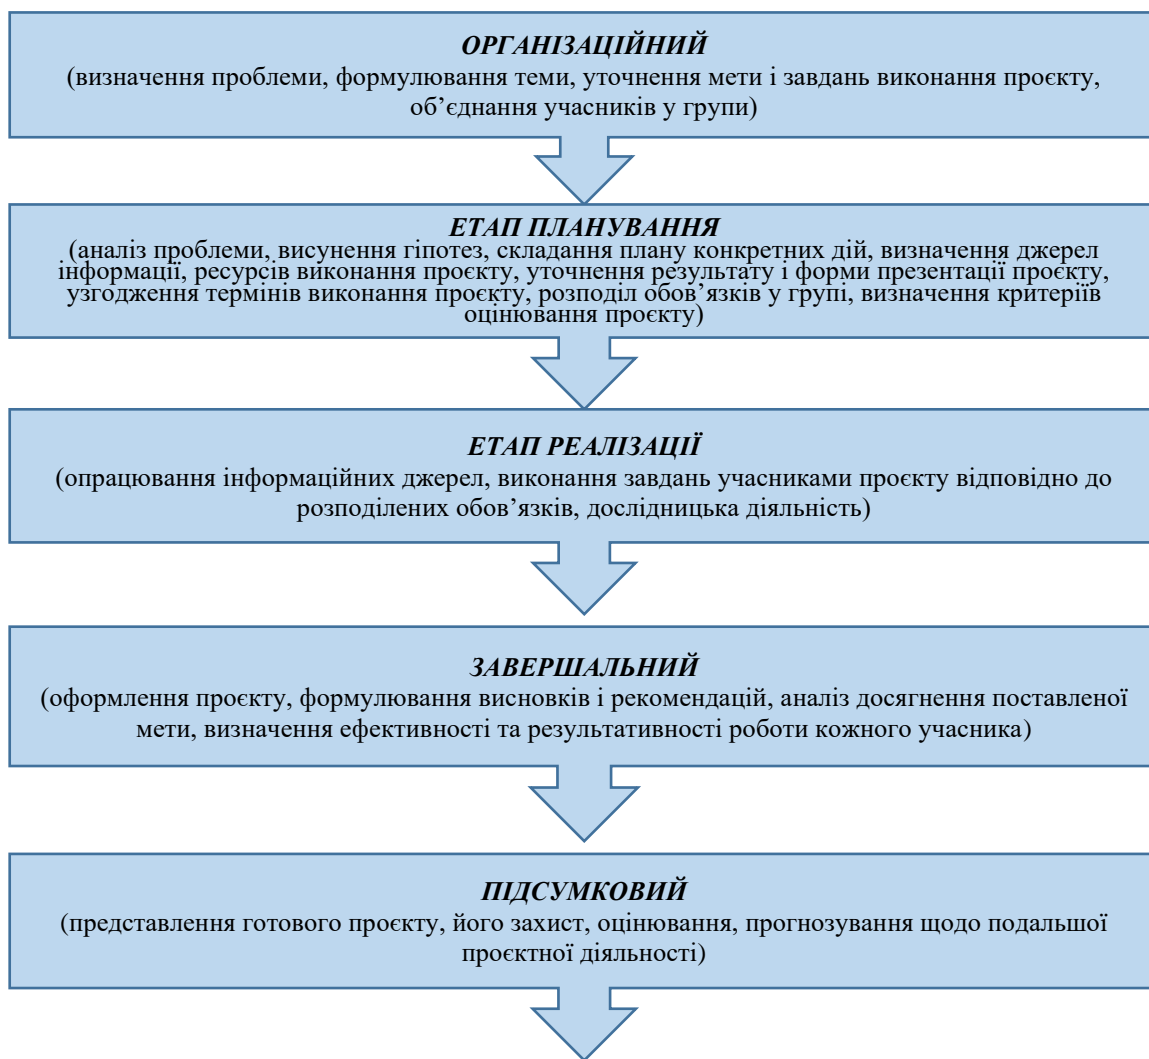 ОРГАНІЗАЦІЙНИЙ
(визначення проблеми, формулювання теми, уточнення мети і завдань виконання проєкту,
об’єднання учасників у групи)
ЕТАП ПЛАНУВАННЯ
(аналіз проблеми, висунення гіпотез, складання плану конкретних дій, визначення джерел
інформації, ресурсів виконання проєкту, уточнення результату і форми презентації проєкту,
узгодження термінів виконання проєкту, розподіл обов’язків у групі, визначення критеріїв
оцінювання проєкту)
ЕТАП РЕАЛІЗАЦІЇ
(опрацювання інформаційних джерел, виконання завдань учасниками проєкту відповідно до
розподілених обов’язків, дослідницька діяльність)
ЗАВЕРШАЛЬНИЙ
(оформлення проєкту, формулювання висновків і рекомендацій, аналіз досягнення поставленої
мети, визначення ефективності та результативності роботи кожного учасника)
ПІДСУМКОВИЙ
(представлення готового проєкту, його захист, оцінювання, прогнозування щодо подальшої
проєктної діяльності)